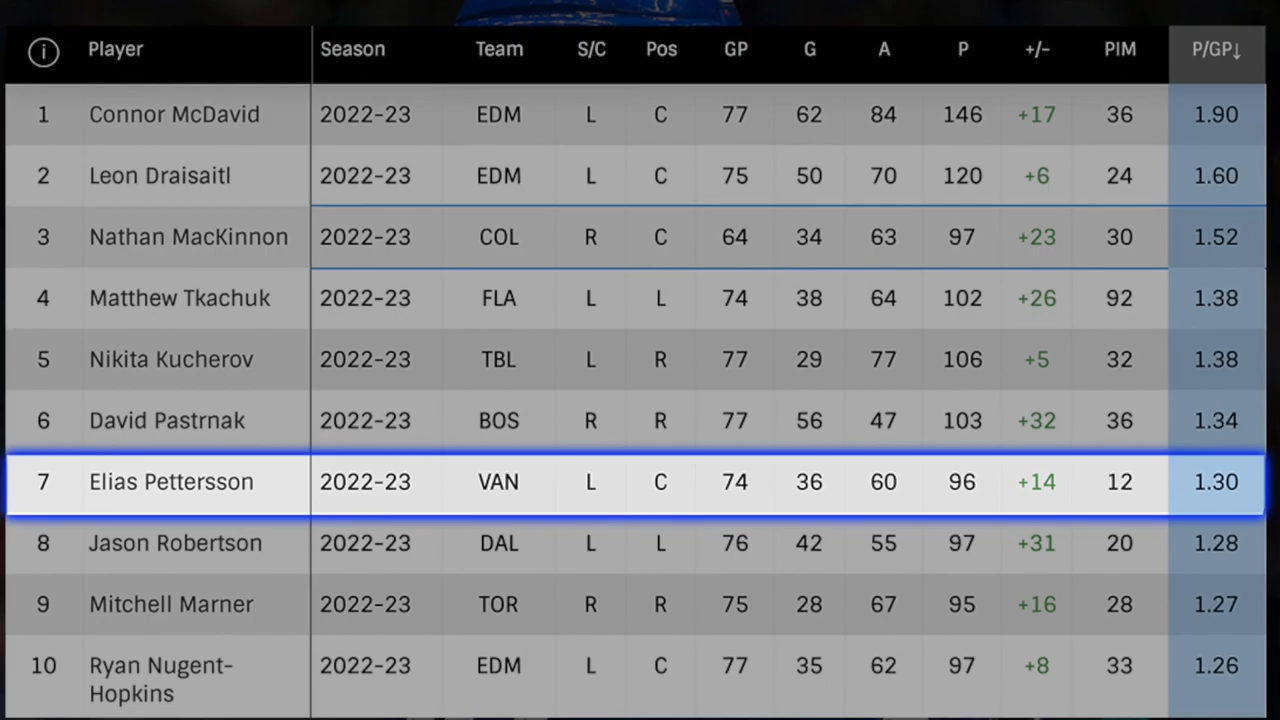 i Player Season Team S/C Pos GP G A P +/- PIM P/GP↓
1 Connor McDavid 2022-23 EDM L C 77 62 84 146 +17 36 1.90
2 Leon Draisaitl 2022-23 EDM L C 75 50 70 120 +6 24 1.60
3 Nathan MacKinnon 2022-23 COL R C 64 34 63 97 +23 30 1.52
4 Matthew Tkachuk 2022-23 FLA L L 74 38 64 102 +26 92 1.38
5 Nikita Kucherov 2022-23 TBL L R 77 29 77 106 +5 32 1.38
6 David Pastrnak 2022-23 BOS R R 77 56 47 103 +32 36 1.34
7 Elias Pettersson 2022-23 VAN L C 74 36 60 96 +14 12 1.30
8 Jason Robertson 2022-23 DAL L L 76 42 55 97 +31 20 1.28
9 Mitchell Marner 2022-23 TOR R R 75 28 67 95 +16 28 1.27
10 Ryan Nugent- 2022-23 EDM L C 77 35 62 97 +8 33 1.26
Hopkins